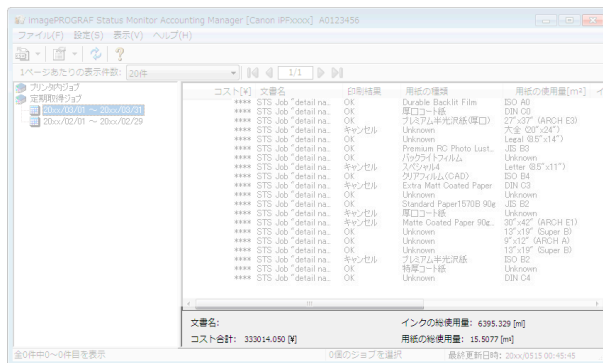 imagePROGRAF Status Monitor Accounting Manager [Canon iPFxxxx] A0123456
ファイル(F) 設定(S) 表示(V) ヘルプ(H)
1ページあたりの表示件数: 20件 1/1
プリンタ内ジョブ
定期取得ジョブ
20xx/03/01 ～ 20xx/03/31
20xx/02/01 ～ 20xx/02/29
コスト[¥] 文書名 印刷結果 用紙の種類 用紙の使用量[m²] イ
**** STS Job "detail na... OK Durable Backlit Film ISO A0
**** STS Job "detail na... OK 厚口コート紙 DIN C0
**** STS Job "detail na... OK プレミアム半光沢紙(厚口) 27"x37" (ARCH E3)
**** STS Job "detail na... キャンセル Unknown 大全 (20"x24")
**** STS Job "detail na... OK Unknown Legal (8.5"x14")
**** STS Job "detail na... OK Premium RC Photo Lust... JIS B3
**** STS Job "detail na... OK バックライトフィルム Unknown
**** STS Job "detail na... キャンセル スペシャル4 Letter (8.5"x11")
**** STS Job "detail na... OK クリアフィルム(CAD) ISO B4
**** STS Job "detail na... キャンセル Extra Matt Coated Paper DIN C3
**** STS Job "detail na... OK Unknown Unknown
**** STS Job "detail na... OK Standard Paper1570B 90g JIS B2
**** STS Job "detail na... キャンセル 厚口コート紙 Unknown
**** STS Job "detail na... キャンセル Matte Coated Paper 90g... 30"x42" (ARCH E1)
**** STS Job "detail na... OK Unknown 13"x19" (Super B)
**** STS Job "detail na... OK Unknown 9"x12" (ARCH A)
**** STS Job "detail na... OK Unknown 13"x19" (Super B)
**** STS Job "detail na... キャンセル プレミアム光沢紙 ISO B2
**** STS Job "detail na... OK 特厚コート紙 Unknown
**** STS Job "detail na... OK Unknown DIN C4
文書名: インクの総使用量: 6395.329 [ml]
コスト合計: 333014.050 [¥] 用紙の総使用量: 15.5077 [m²]
全0件中0～0件目を表示 0個のジョブを選択 最終更新日時: 20xx/0515 00:45:45